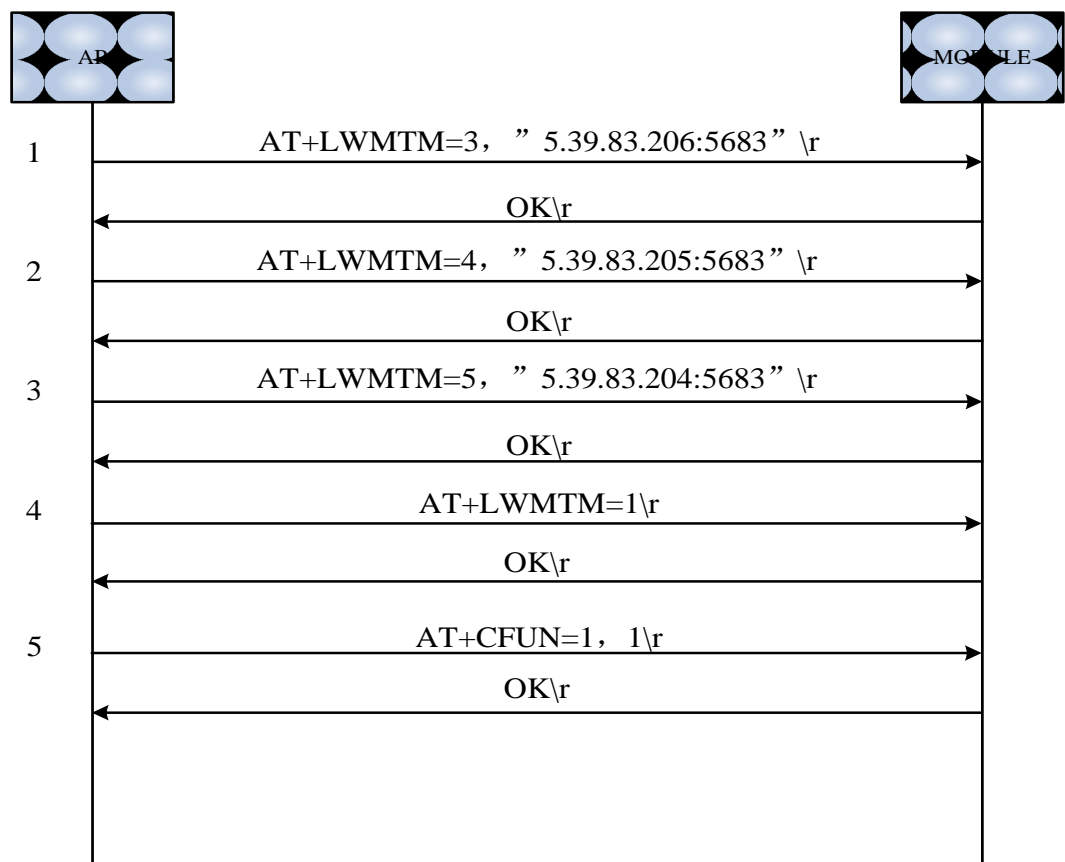 AP
MODULE
1
AT+LWMTM=3，” 5.39.83.206:5683” \r
OK\r
2
AT+LWMTM=4，” 5.39.83.205:5683” \r
OK\r
3
AT+LWMTM=5，” 5.39.83.204:5683” \r
OK\r
4
AT+LWMTM=1\r
OK\r
5
AT+CFUN=1，1\r
OK\r